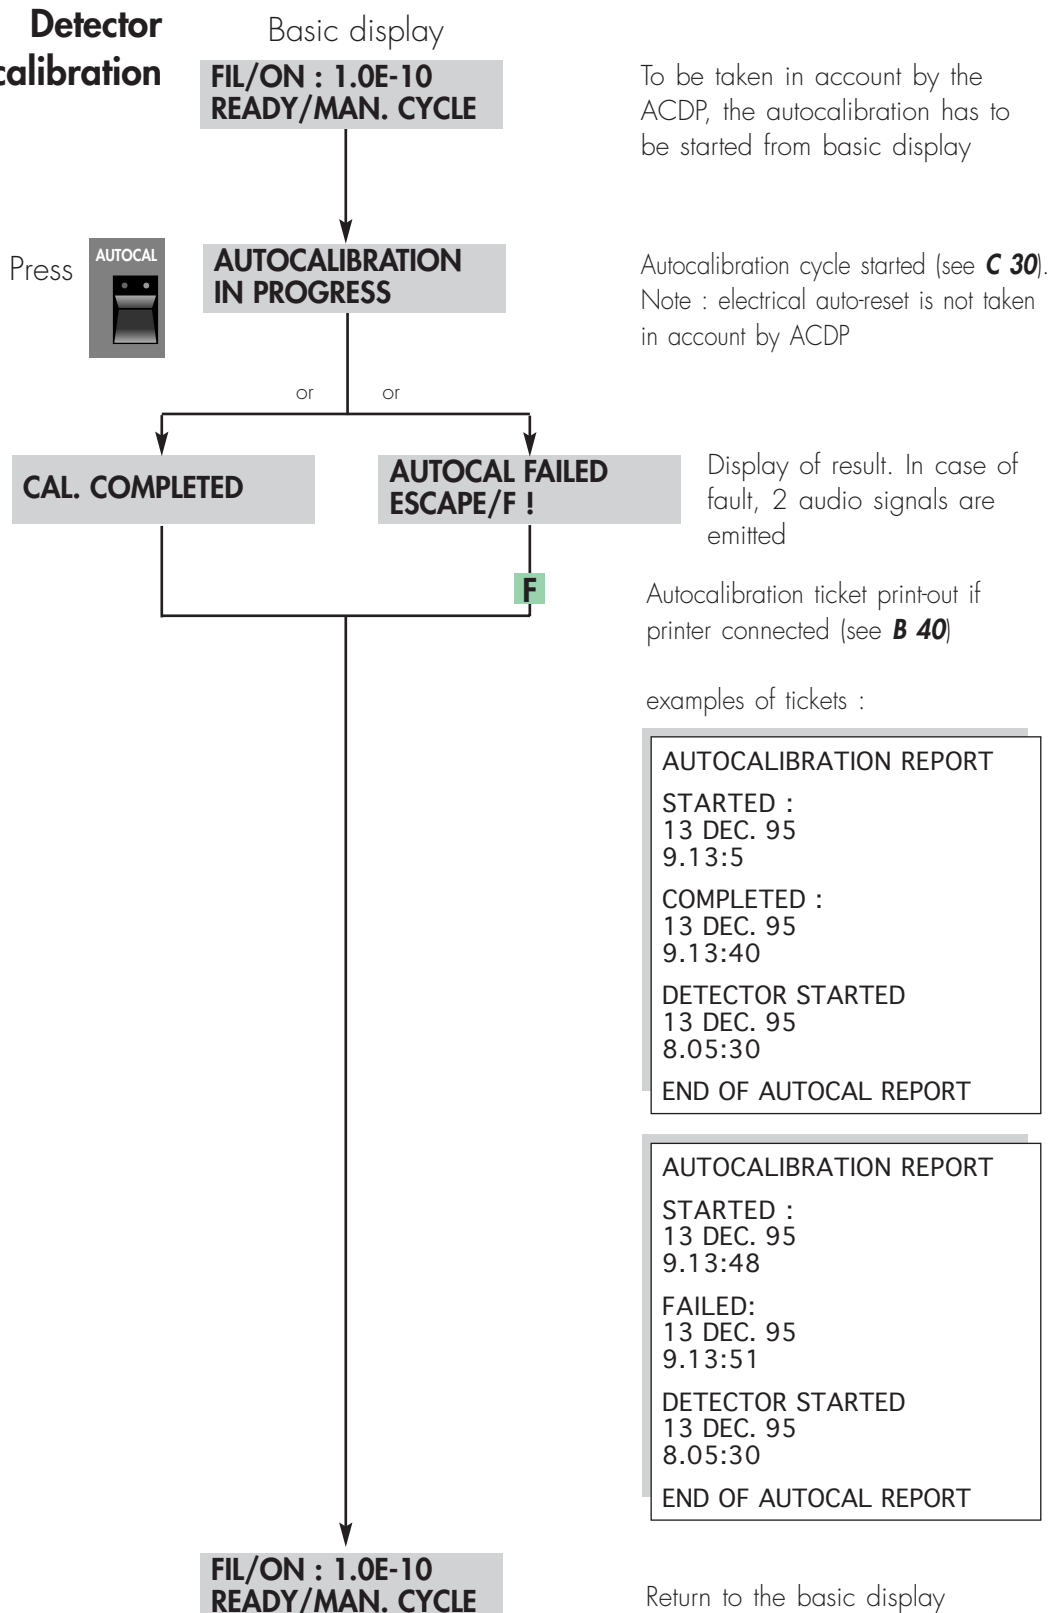 Detector
calibration
Basic display
FIL/ON : 1.0E-10
READY/MAN. CYCLE
To be taken in account by the
ACDP, the autocalibration has to
be started from basic display
Press
AUTOCAL
AUTOCALIBRATION
IN PROGRESS
Autocalibration cycle started (see C 30).
Note : electrical auto-reset is not taken
in account by ACDP
or
or
CAL. COMPLETED
AUTOCAL FAILED
ESCAPE/F !
Display of result. In case of
fault, 2 audio signals are
emitted
F
Autocalibration ticket print-out if
printer connected (see B 40)
examples of tickets :
AUTOCALIBRATION REPORT
STARTED :
13 DEC. 95
9.13:5
COMPLETED :
13 DEC. 95
9.13:40
DETECTOR STARTED
13 DEC. 95
8.05:30
END OF AUTOCAL REPORT
AUTOCALIBRATION REPORT
STARTED :
13 DEC. 95
9.13:48
FAILED:
13 DEC. 95
9.13:51
DETECTOR STARTED
13 DEC. 95
8.05:30
END OF AUTOCAL REPORT
FIL/ON : 1.0E-10
READY/MAN. CYCLE
Return to the basic display